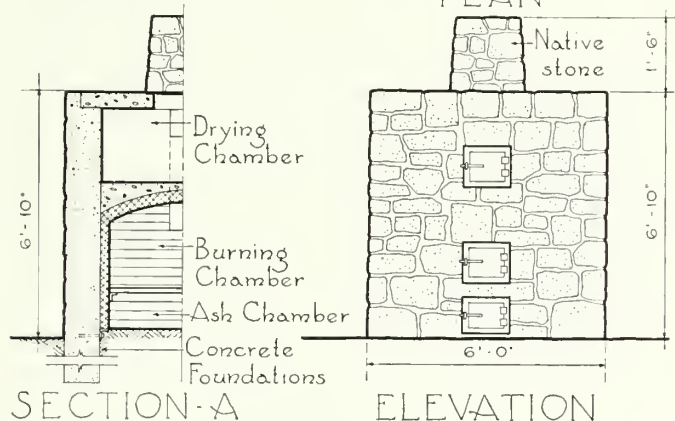 PLAN
Native
stone
1'-6"
Drying
Chamber
6'-10"
6'-10"
Burning
Chamber
Ash Chamber
Concrete
Foundations
6'-0"
SECTION-A
ELEVATION